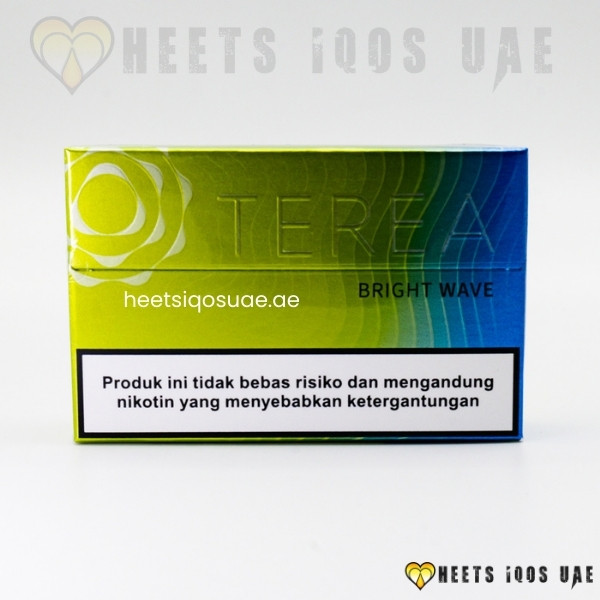 HEETS iQOS UAE
TEREA
BRIGHT WAVE
heetsiqosuae.ae
Produk ini tidak bebas risiko dan mengandung
nikotin yang menyebabkan ketergantungan
HEETS iQOS UAE